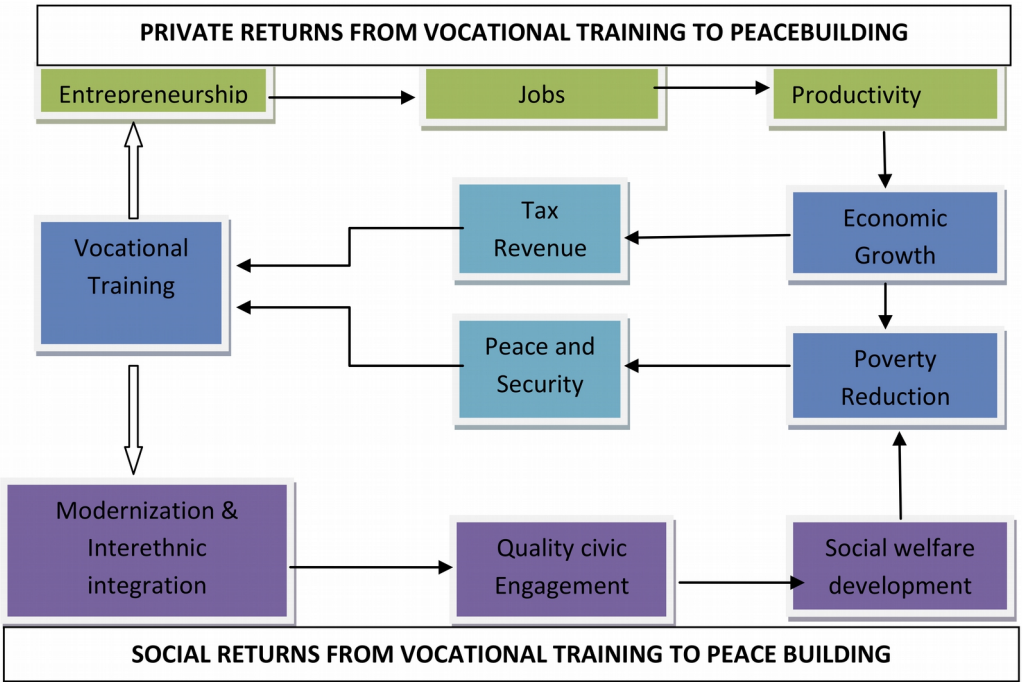 PRIVATE RETURNS FROM VOCATIONAL TRAINING TO PEACEBUILDING
Entrepreneurship
Jobs
Productivity
Tax
Revenue
Economic
Growth
Vocational
Training
Peace and
Security
Poverty
Reduction
Modernization &
Interethnic
integration
Quality civic
Engagement
Social welfare
development
SOCIAL RETURNS FROM VOCATIONAL TRAINING TO PEACE BUILDING